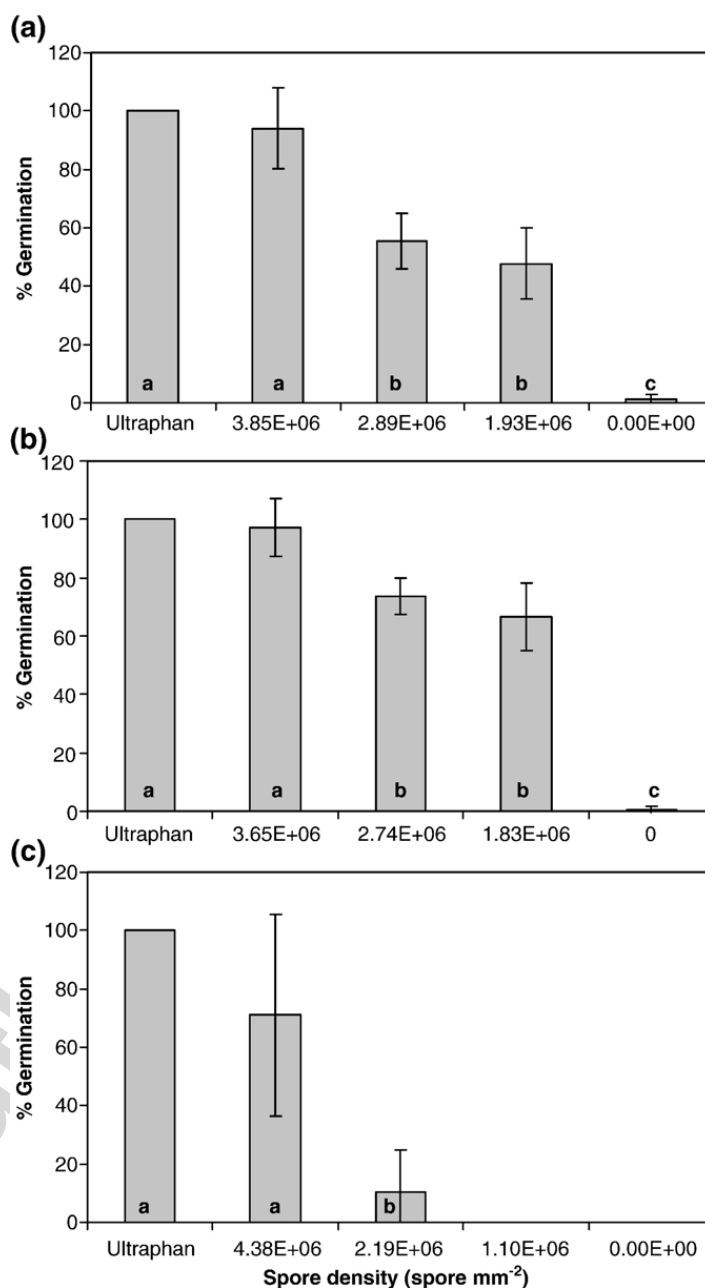 (a)
120
100
80
60
40
20
0
% Germination
a
a
b
b
c
Ultraphan 3.85E+06 2.89E+06 1.93E+06 0.00E+00
(b)
120
100
80
60
40
20
0
% Germination
a
a
b
b
c
Ultraphan 3.65E+06 2.74E+06 1.83E+06 0
(c)
120
100
80
60
40
20
0
% Germination
a
a
b
Ultraphan 4.38E+06 2.19E+06 1.10E+06 0.00E+00
Spore density (spore mm⁻²)